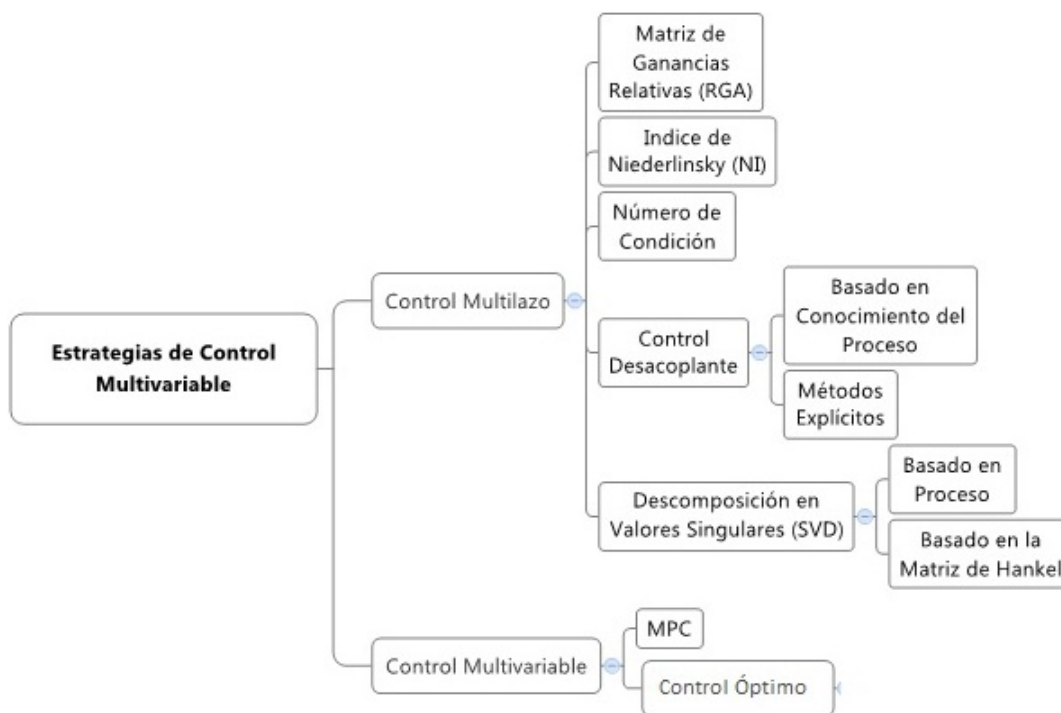 Estrategias de Control
Multivariable
Control Multilazo
Matriz de
Ganancias
Relativas (RGA)
Indice de
Niederlinsky (NI)
Número de
Condición
Control
Desacoplante
Basado en
Conocimiento del
Proceso
Métodos
Explícitos
Descomposición en
Valores Singulares (SVD)
Basado en
Proceso
Basado en la
Matriz de Hankel
Control Multivariable
MPC
Control Óptimo